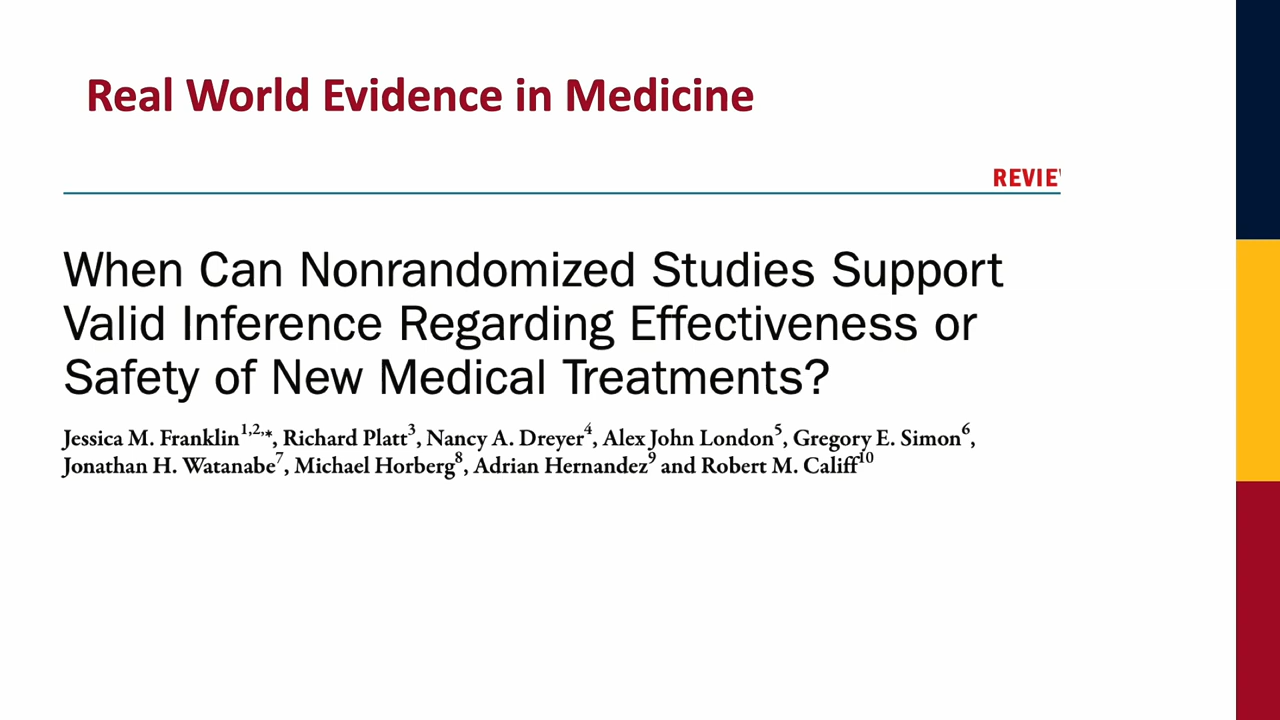 Real World Evidence in Medicine
REVIE
When Can Nonrandomized Studies Support
Valid Inference Regarding Effectiveness or
Safety of New Medical Treatments?
Jessica M. Franklin1,2,*, Richard Platt3, Nancy A. Dreyer4, Alex John London5, Gregory E. Simon6,
Jonathan H. Watanabe7, Michael Horberg8, Adrian Hernandez9 and Robert M. Califf10